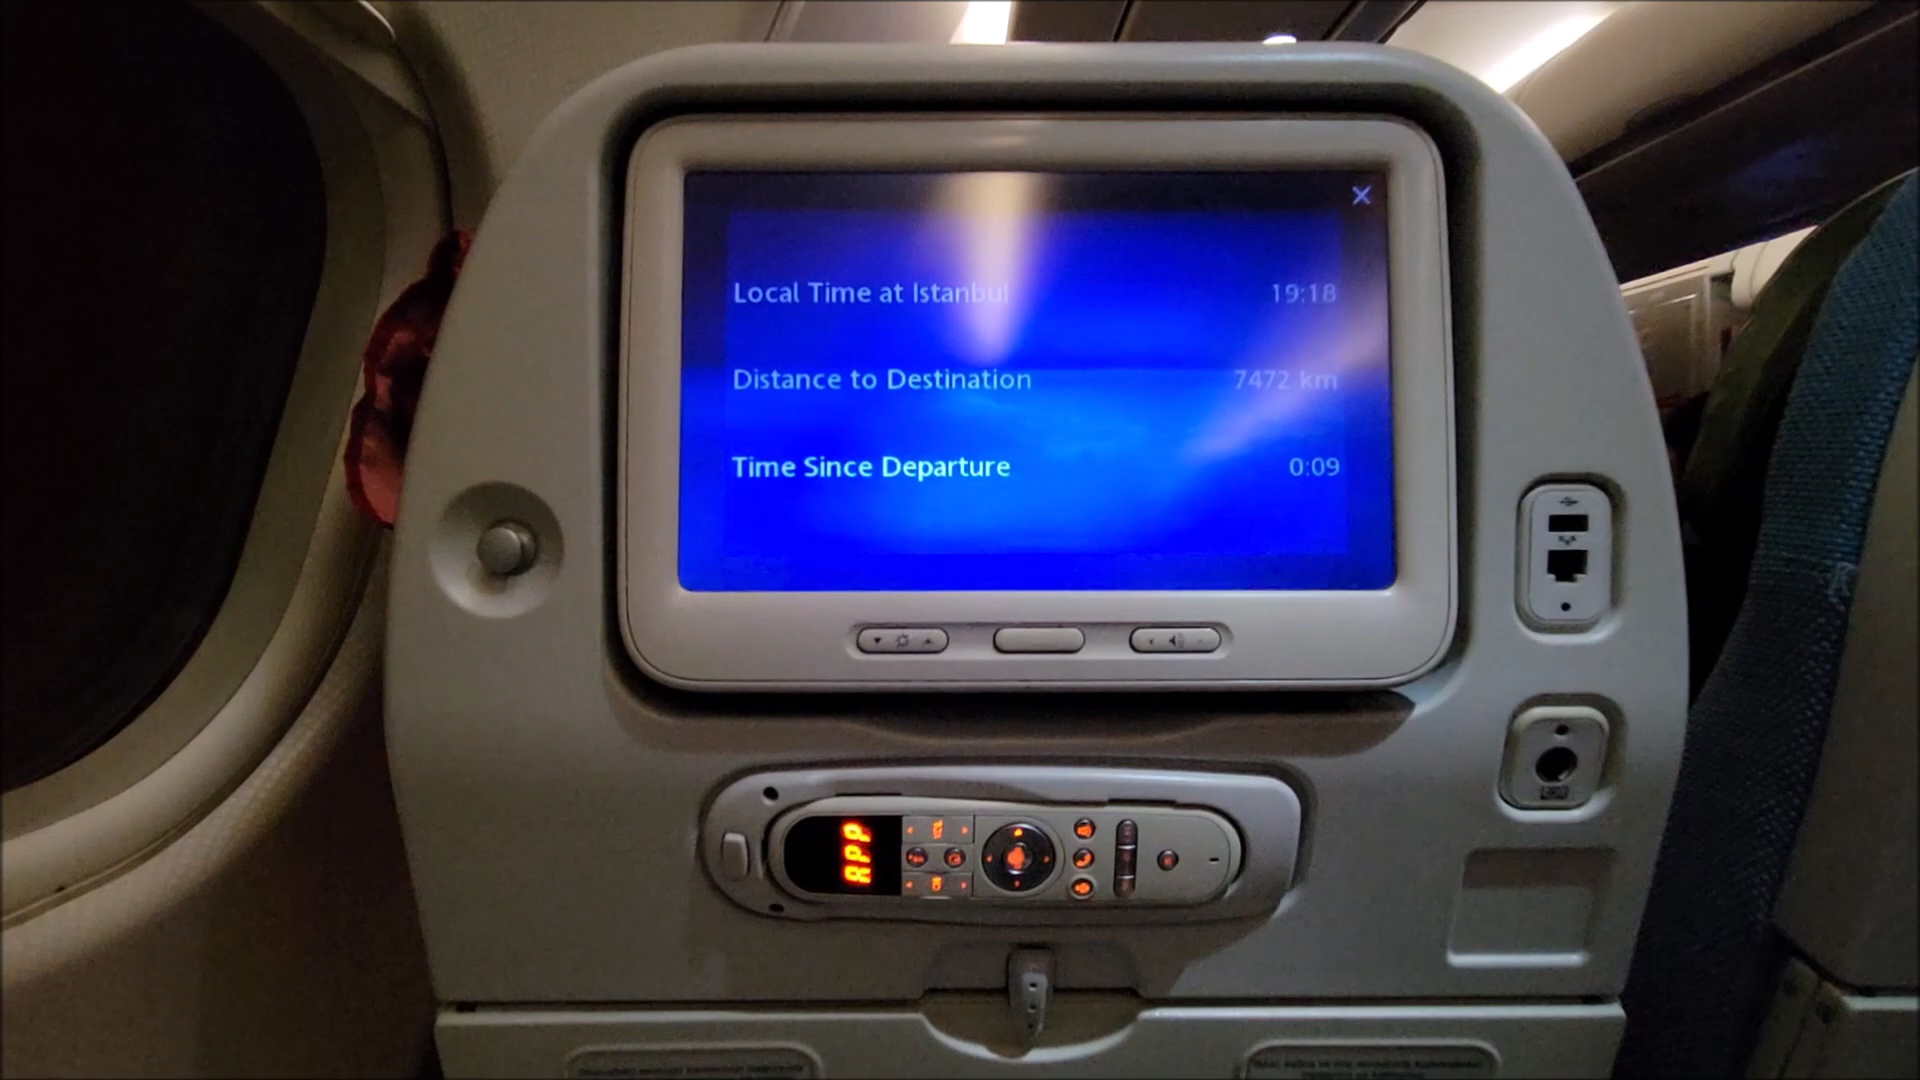 Local Time at Istanbul 19:18
Distance to Destination 7472 km
Time Since Departure 0:09
APP